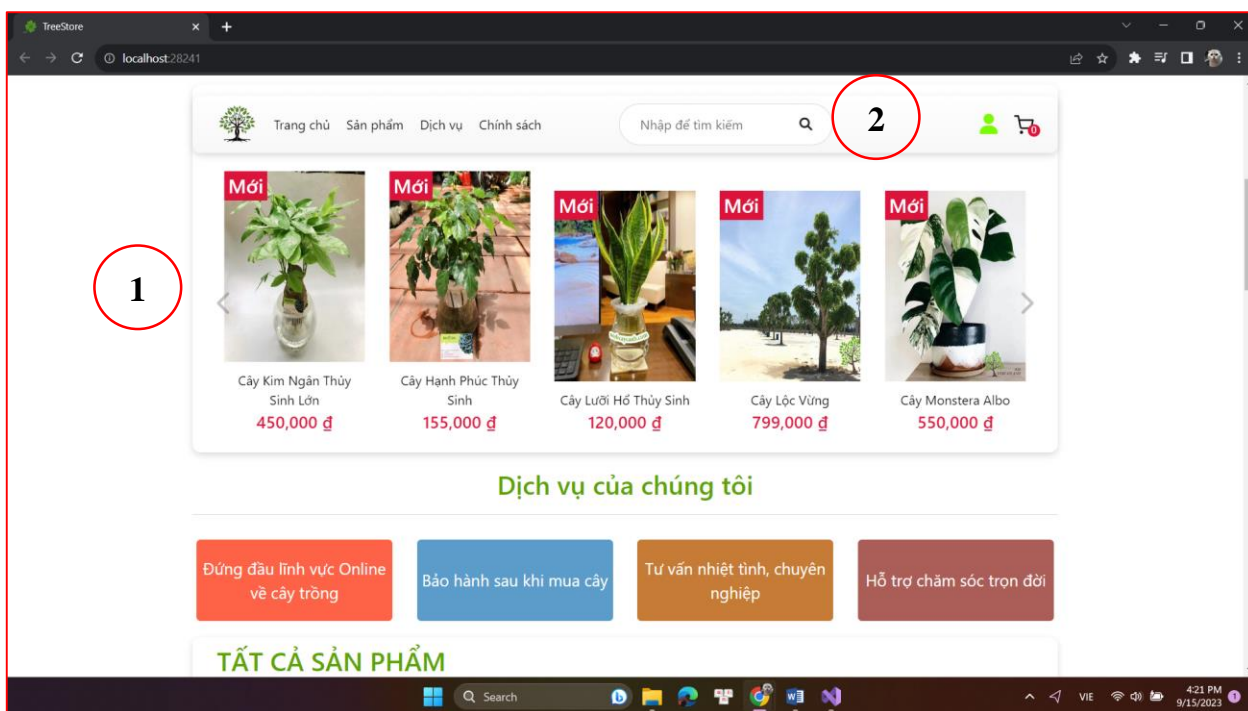 TreeStore
localhost:28241
Trang chủ Sản phẩm Dịch vụ Chính sách
Nhập để tìm kiếm
2
0
Mới
Mới
Mới
Mới
Mới
1
Cây Kim Ngân Thủy
Sinh Lớn
450,000 ₫
Cây Hạnh Phúc Thủy
Sinh
155,000 ₫
Cây Lưỡi Hổ Thủy Sinh
120,000 ₫
Cây Lộc Vừng
799,000 ₫
Cây Monstera Albo
550,000 ₫
Dịch vụ của chúng tôi
Đứng đầu lĩnh vực Online
về cây trồng
Bảo hành sau khi mua cây
Tư vấn nhiệt tình, chuyên
nghiệp
Hỗ trợ chăm sóc trọn đời
TẤT CẢ SẢN PHẨM
Search
VIE
4:21 PM
9/15/2023
1